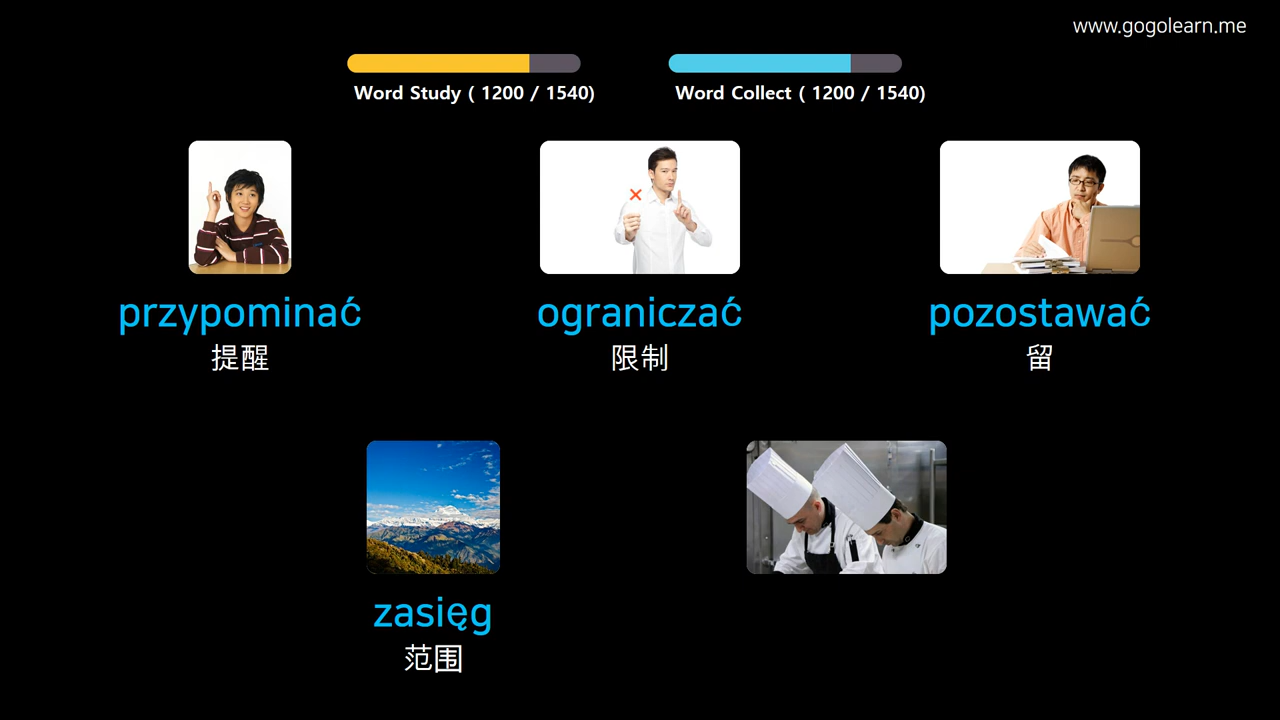 www.gogolearn.me
Word Study ( 1200 / 1540)
Word Collect ( 1200 / 1540)
przypominać
提醒
ograniczać
限制
pozostawać
留
zasięg
范围